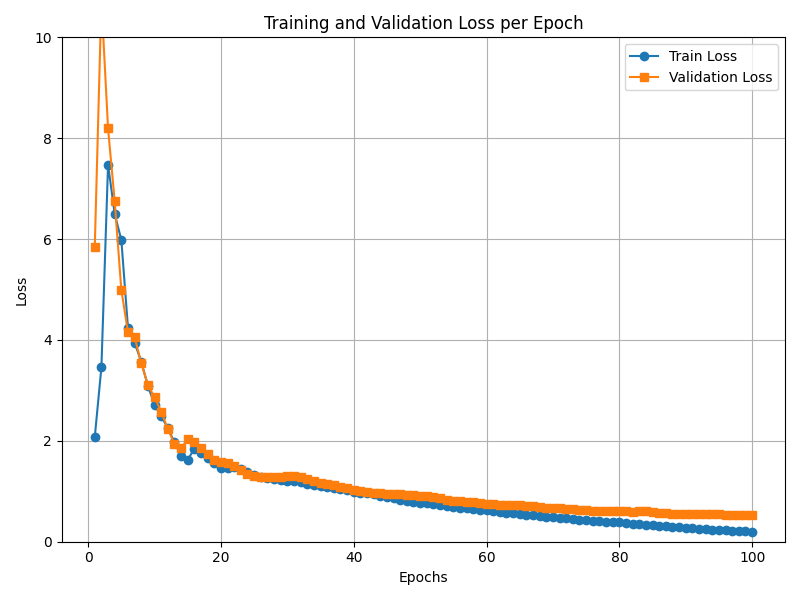 Training and Validation Loss per Epoch
Train Loss
Validation Loss
10
8
6
4
2
0
Loss
0 20 40 60 80 100
Epochs